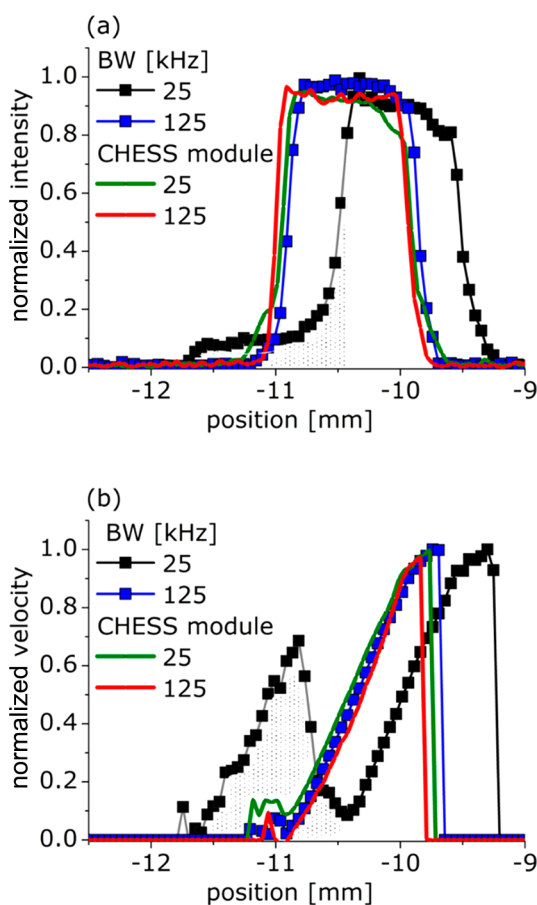 (a)
BW [kHz]
25
125
CHESS module
25
125
normalized intensity
1.0
0.8
0.6
0.4
0.2
0.0
-12 -11 -10 -9
position [mm]
(b)
BW [kHz]
25
125
CHESS module
25
125
normalized velocity
1.0
0.8
0.6
0.4
0.2
0.0
-12 -11 -10 -9
position [mm]